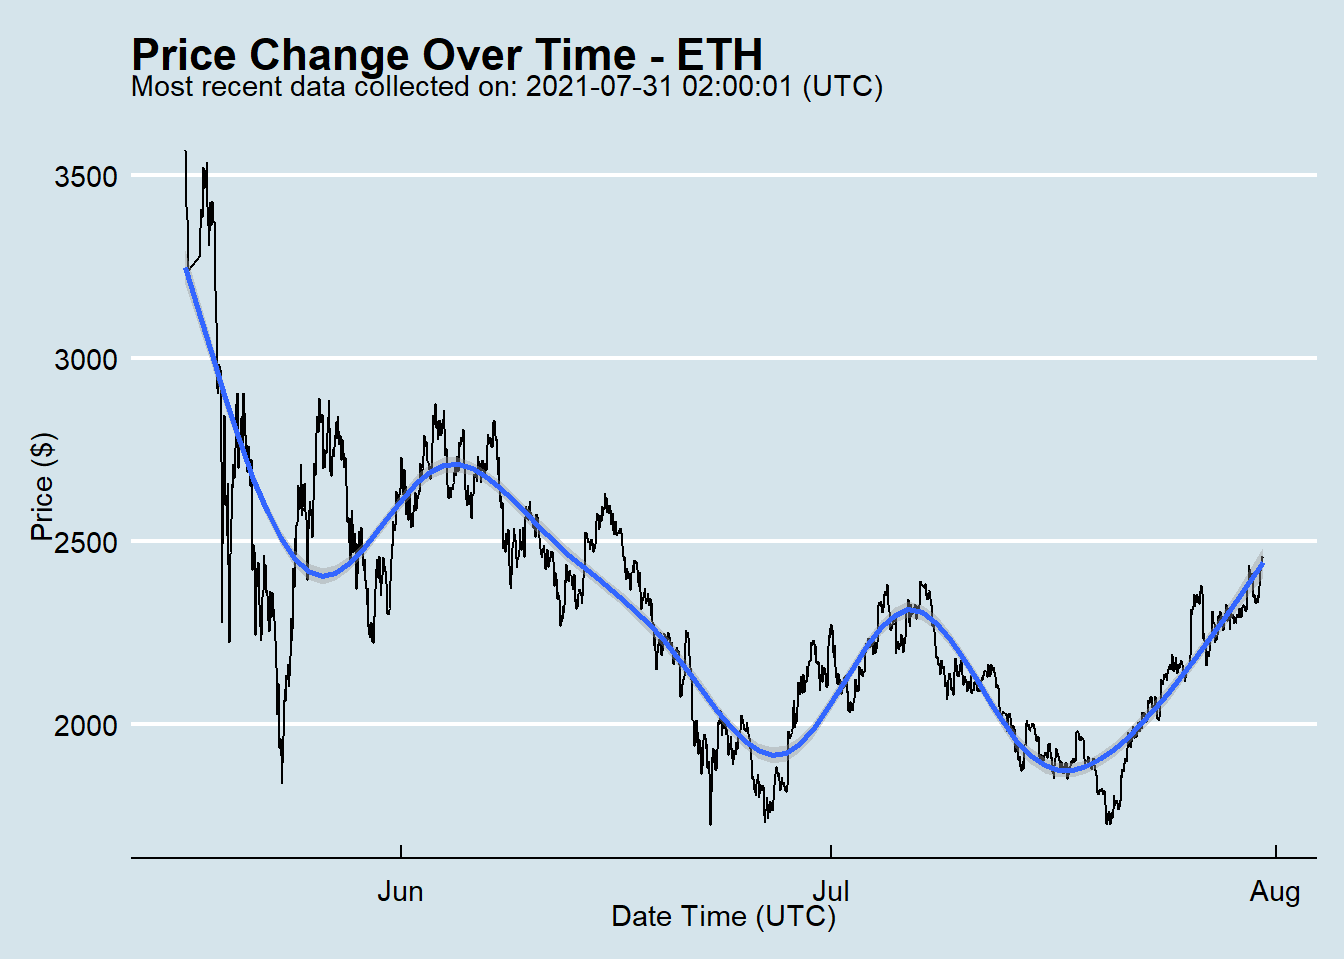 Price Change Over Time - ETH
Most recent data collected on: 2021-07-31 02:00:01 (UTC)
3500
3000
2500
2000
Price ($)
Jun
Jul
Aug
Date Time (UTC)